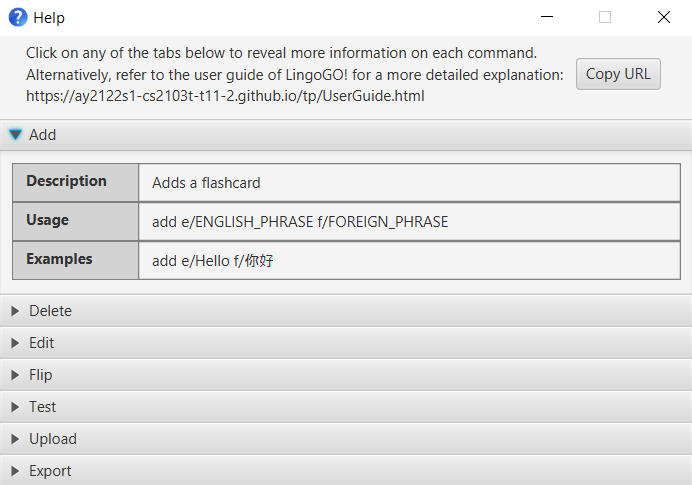 Help
Click on any of the tabs below to reveal more information on each command.
Alternatively, refer to the user guide of LingoGO! for a more detailed explanation:
https://ay2122s1-cs2103t-t11-2.github.io/tp/UserGuide.html
Copy URL
Add
Description Adds a flashcard
Usage add e/ENGLISH_PHRASE f/FOREIGN_PHRASE
Examples add e/Hello f/你好
Delete
Edit
Flip
Test
Upload
Export